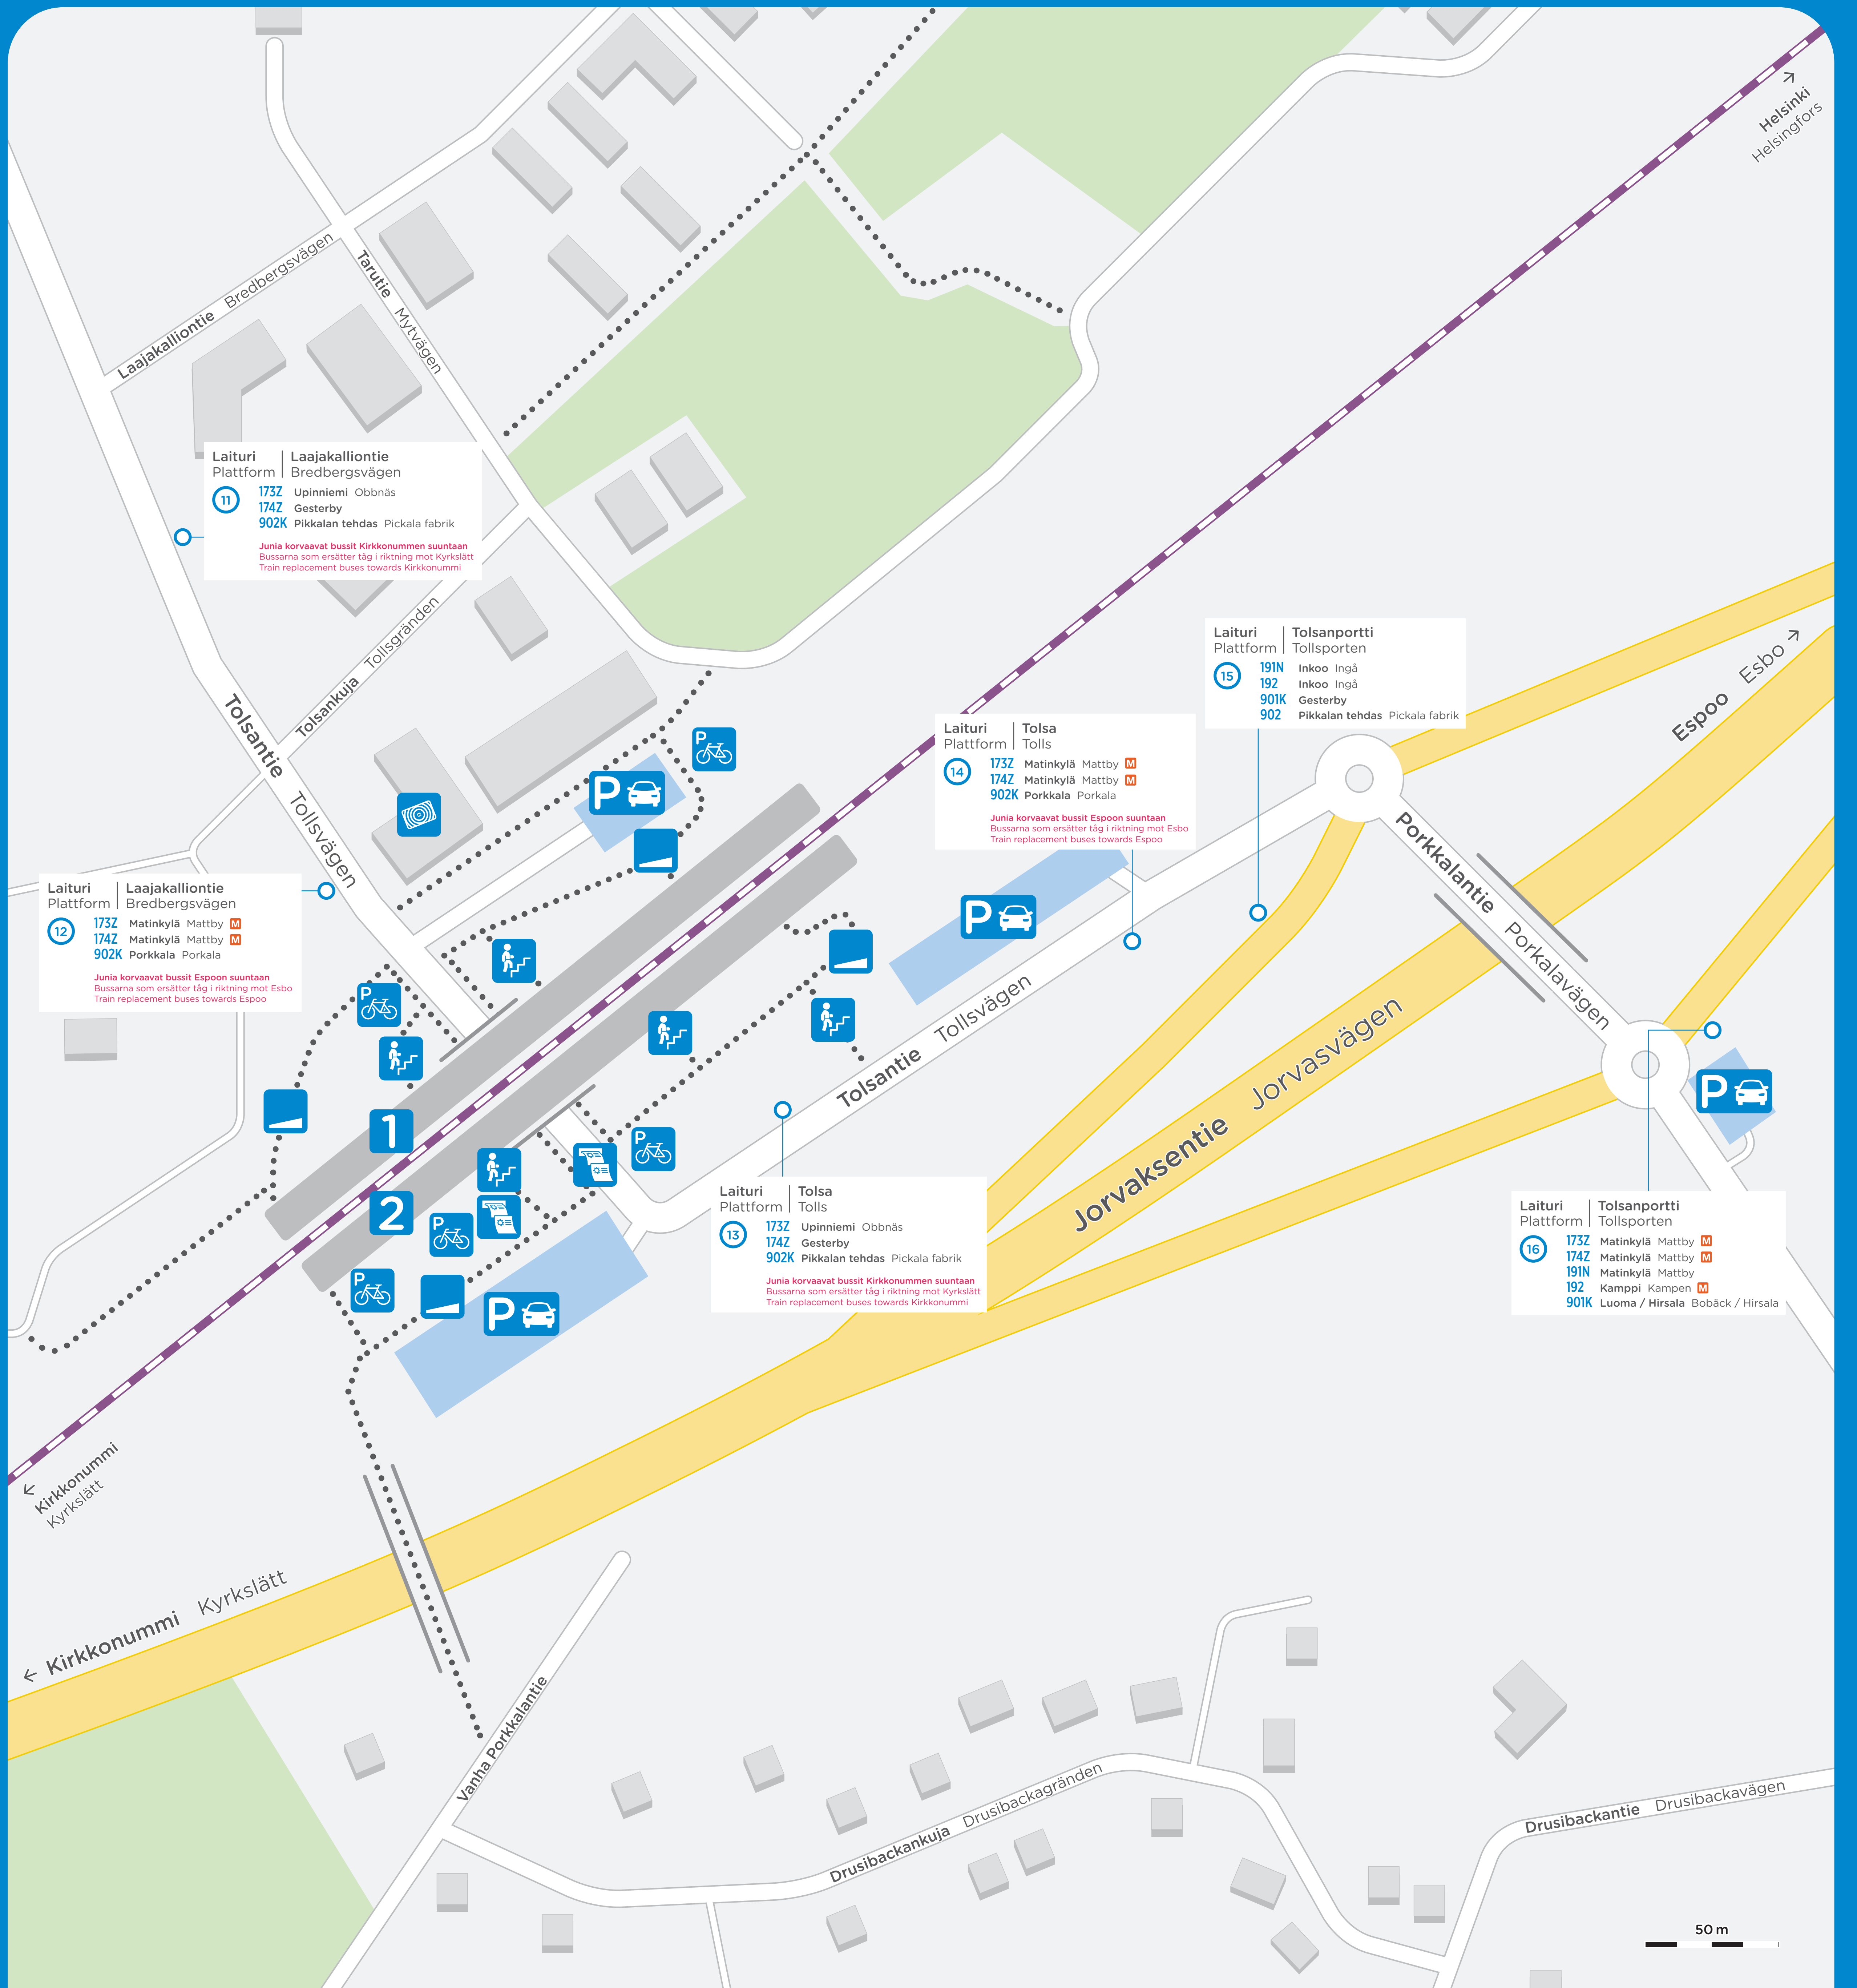 Helsinki
Helsingfors
Laajakalliontie Bredbergsvägen
Tarutie Mytvägen
Laituri
Plattform
Laajakalliontie
Bredbergsvägen
11
173Z Upinniemi Obbnäs
174Z Gesterby
902K Pikkalan tehdas Pickala fabrik
Junia korvaavat bussit Kirkkonummen suuntaan
Bussarna som ersätter tåg i riktning mot Kyrkslätt
Train replacement buses towards Kirkkonummi
Tolsankuja Tollsgränden
Tolsantie Tollsvägen
Laituri
Plattform
Tolsanportti
Tollsporten
15
191N Inkoo Ingå
192 Inkoo Ingå
901K Gesterby
902 Pikkalan tehdas Pickala fabrik
Espoo Esbo
Laituri
Plattform
Tolsa
Tolls
14
173Z Matinkylä Mattby M
174Z Matinkylä Mattby M
902K Porkkala Porkala
Junia korvaavat bussit Espoon suuntaan
Bussarna som ersätter tåg i riktning mot Esbo
Train replacement buses towards Espoo
P
P
P
Porkkalantie Porkalavägen
Laituri
Plattform
Laajakalliontie
Bredbergsvägen
12
173Z Matinkylä Mattby M
174Z Matinkylä Mattby M
902K Porkkala Porkala
Junia korvaavat bussit Espoon suuntaan
Bussarna som ersätter tåg i riktning mot Esbo
Train replacement buses towards Espoo
P
Tolsantie Tollsvägen
Jorvaksentie Jorvasvägen
P
1
P
2
P
P
P
Laituri
Plattform
Tolsa
Tolls
13
173Z Upinniemi Obbnäs
174Z Gesterby
902K Pikkalan tehdas Pickala fabrik
Junia korvaavat bussit Kirkkonummen suuntaan
Bussarna som ersätter tåg i riktning mot Kyrkslätt
Train replacement buses towards Kirkkonummi
Laituri
Plattform
Tolsanportti
Tollsporten
16
173Z Matinkylä Mattby M
174Z Matinkylä Mattby M
191N Matinkylä Mattby
192 Kamppi Kampen M
901K Luoma / Hirsala Bobäck / Hirsala
Kirkkonummi
Kyrkslätt
Kirkkonummi Kyrkslätt
Vanha Porkkalantie
Drusibackankuja Drusibackagränden
Drusibackantie Drusibackavägen
50 m